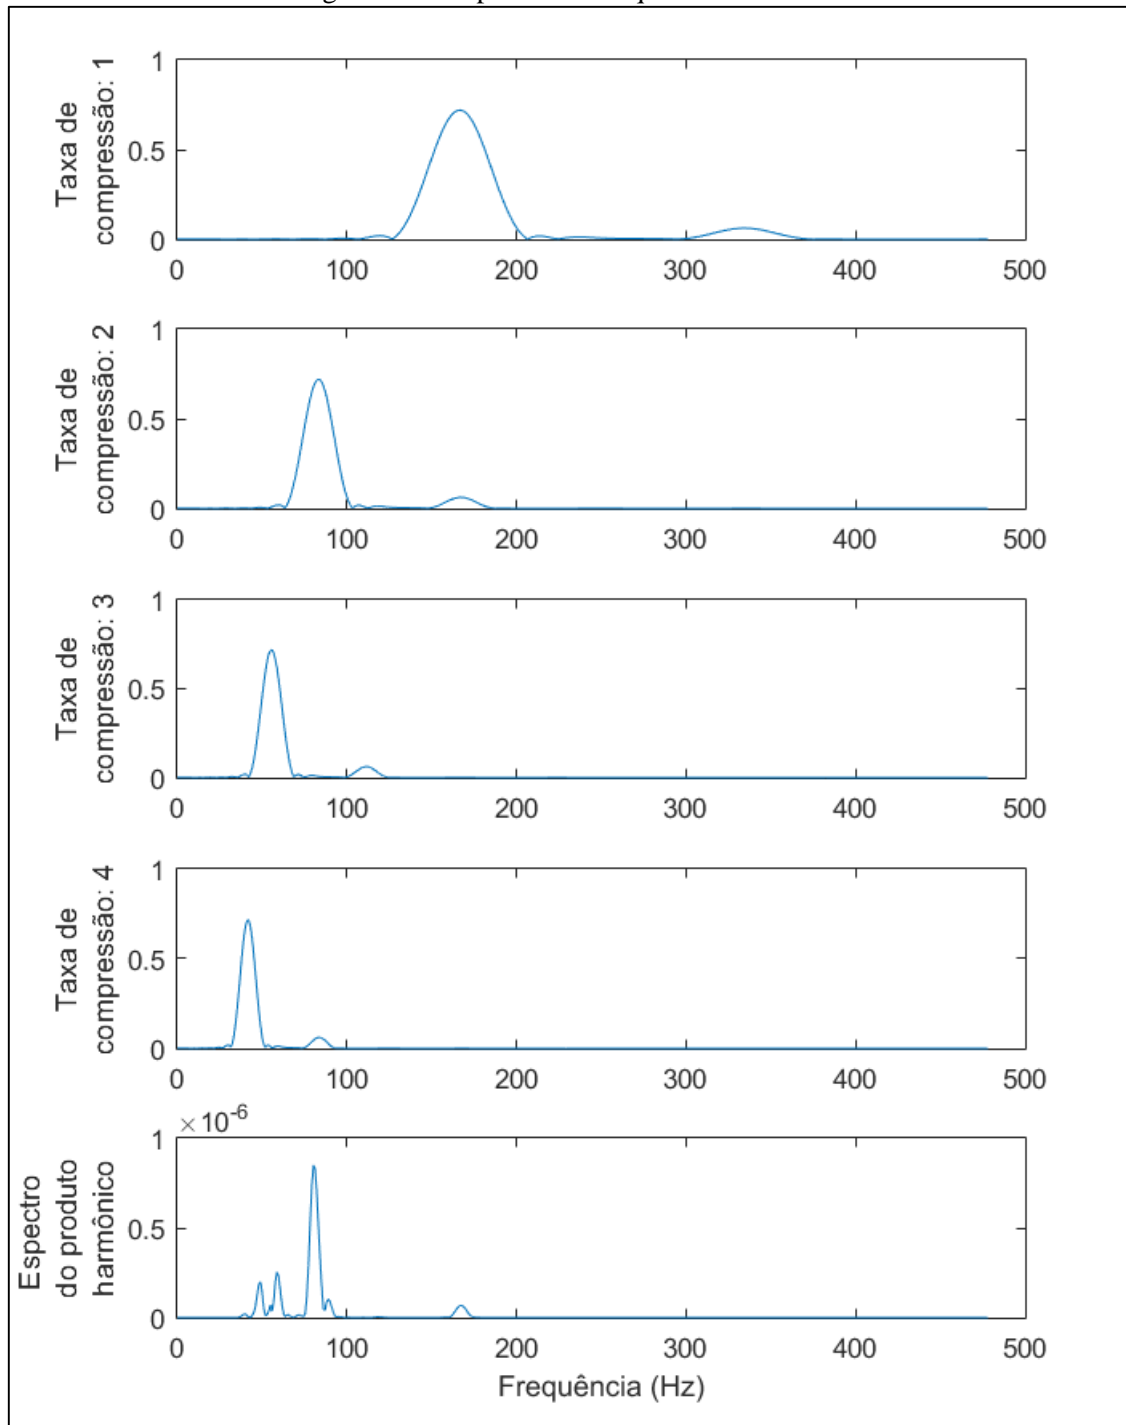 Taxa de
compressão: 1
1
0.5
0
0 100 200 300 400 500
Taxa de
compressão: 2
1
0.5
0
0 100 200 300 400 500
Taxa de
compressão: 3
1
0.5
0
0 100 200 300 400 500
Taxa de
compressão: 4
1
0.5
0
0 100 200 300 400 500
×10⁻⁶
Espectro
do produto
harmônico
1
0.5
0
0 100 200 300 400 500
Frequência (Hz)